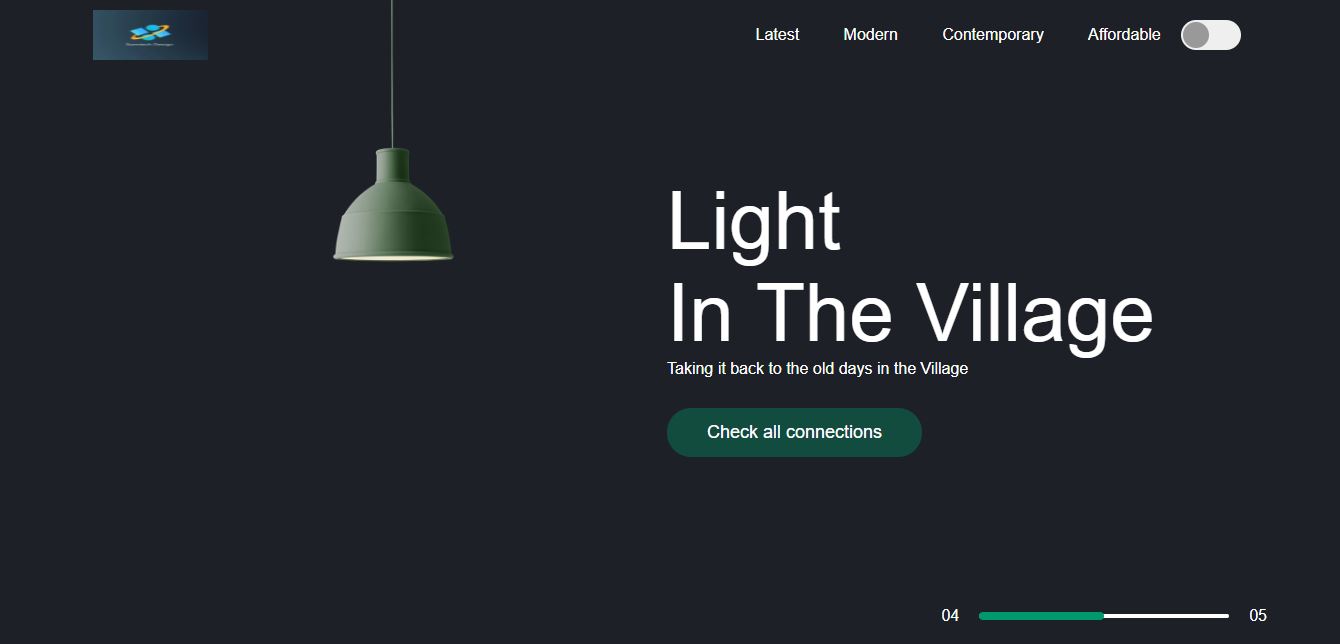 Latest
Modern
Contemporary
Affordable
Light
In The Village
Taking it back to the old days in the Village
Check all connections
04
05